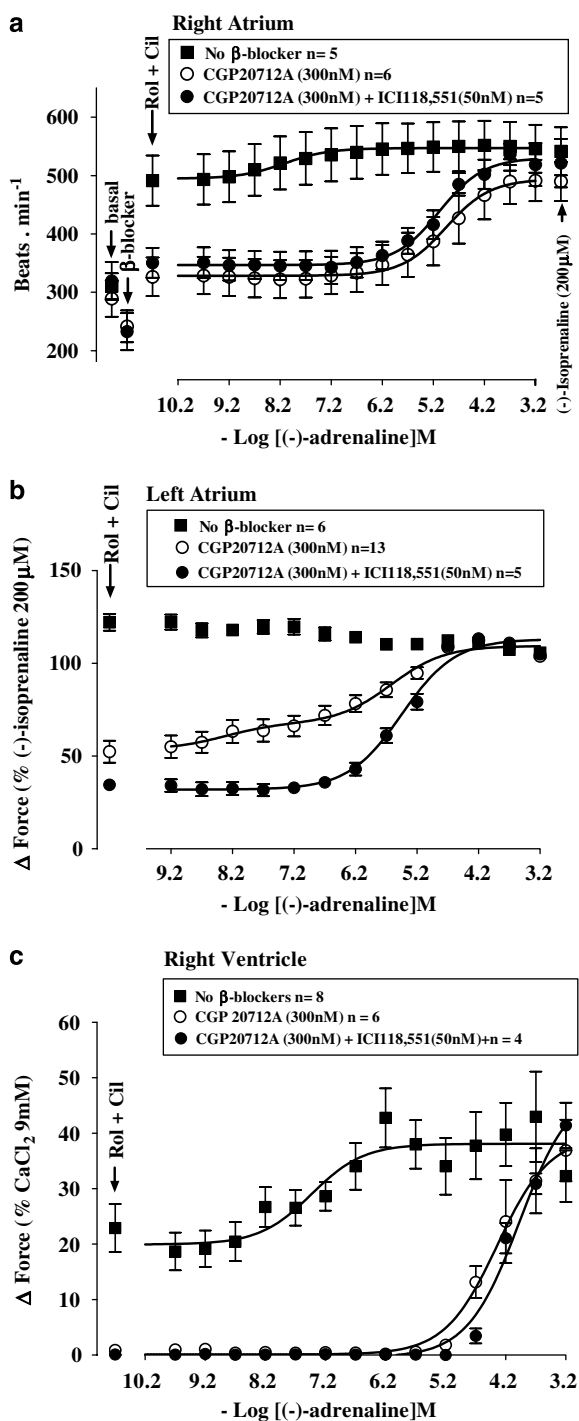 a
Right Atrium
No β-blocker n= 5
CGP20712A (300nM) n=6
CGP20712A (300nM) + ICI118,551(50nM) n=5
Rol + Cil
basal
β-blocker
(-)-Isoprenaline (200µM)
Beats . min-1
600
500
400
300
200
10.2 9.2 8.2 7.2 6.2 5.2 4.2 3.2
- Log [(-)-adrenaline]M
b
Left Atrium
No β-blocker n= 6
CGP20712A (300nM) n=13
CGP20712A (300nM) + ICI118,551(50nM) n=5
Rol + Cil
Δ Force (% (-)-isoprenaline 200µM)
150
100
50
0
9.2 8.2 7.2 6.2 5.2 4.2 3.2
- Log [(-)-adrenaline]M
c
Right Ventricle
No β-blockers n= 8
CGP 20712A (300nM) n= 6
CGP20712A (300nM) + ICI118,551(50nM)+n = 4
Rol + Cil
Δ Force (% CaCl2 9mM)
60
50
40
30
20
10
0
10.2 9.2 8.2 7.2 6.2 5.2 4.2 3.2
- Log [(-)-adrenaline]M